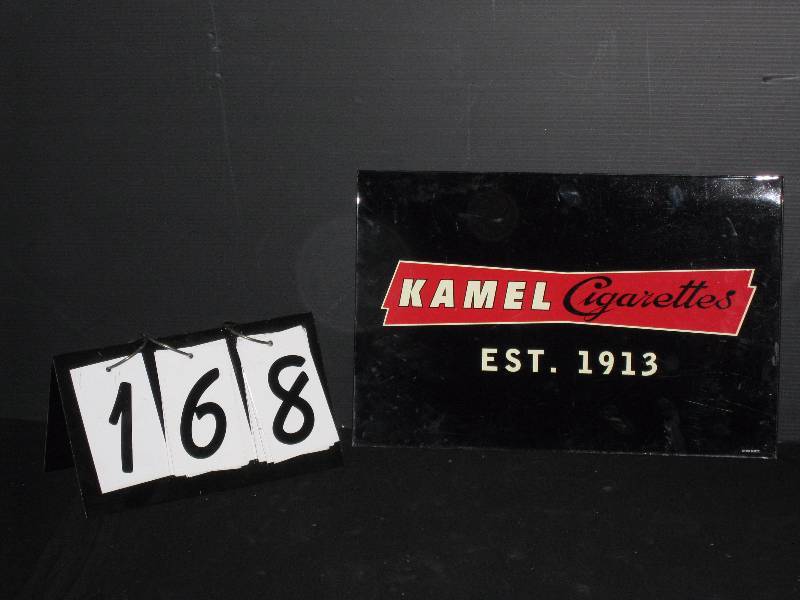 168
KAMEL Cigarettes
EST. 1913